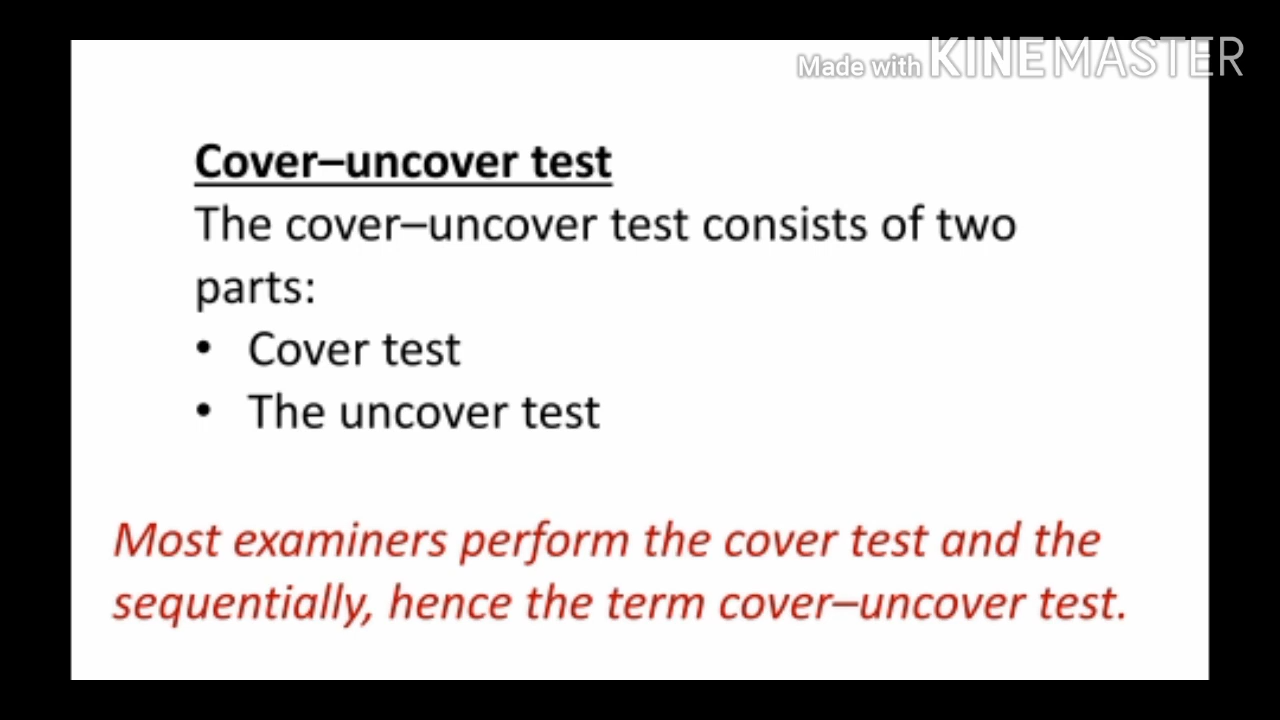 Made with KINEMASTER
Cover–uncover test
The cover–uncover test consists of two
parts:
• Cover test
• The uncover test
Most examiners perform the cover test and the
sequentially, hence the term cover–uncover test.